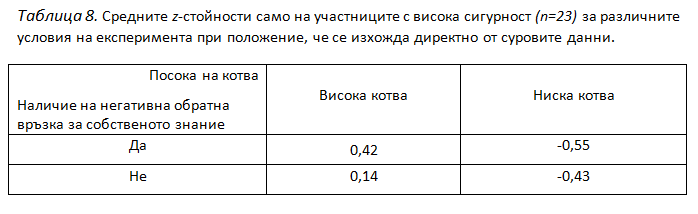 Таблица 8. Средните z-стойности само на участниците с висока сигурност (n=23) за различните
условия на експеримента при положение, че се изхожда директно от суровите данни.
Посока на котва
Наличие на негативна обратна
връзка за собственото знание
Висока котва
Ниска котва
Да
0,42
-0,55
Не
0,14
-0,43